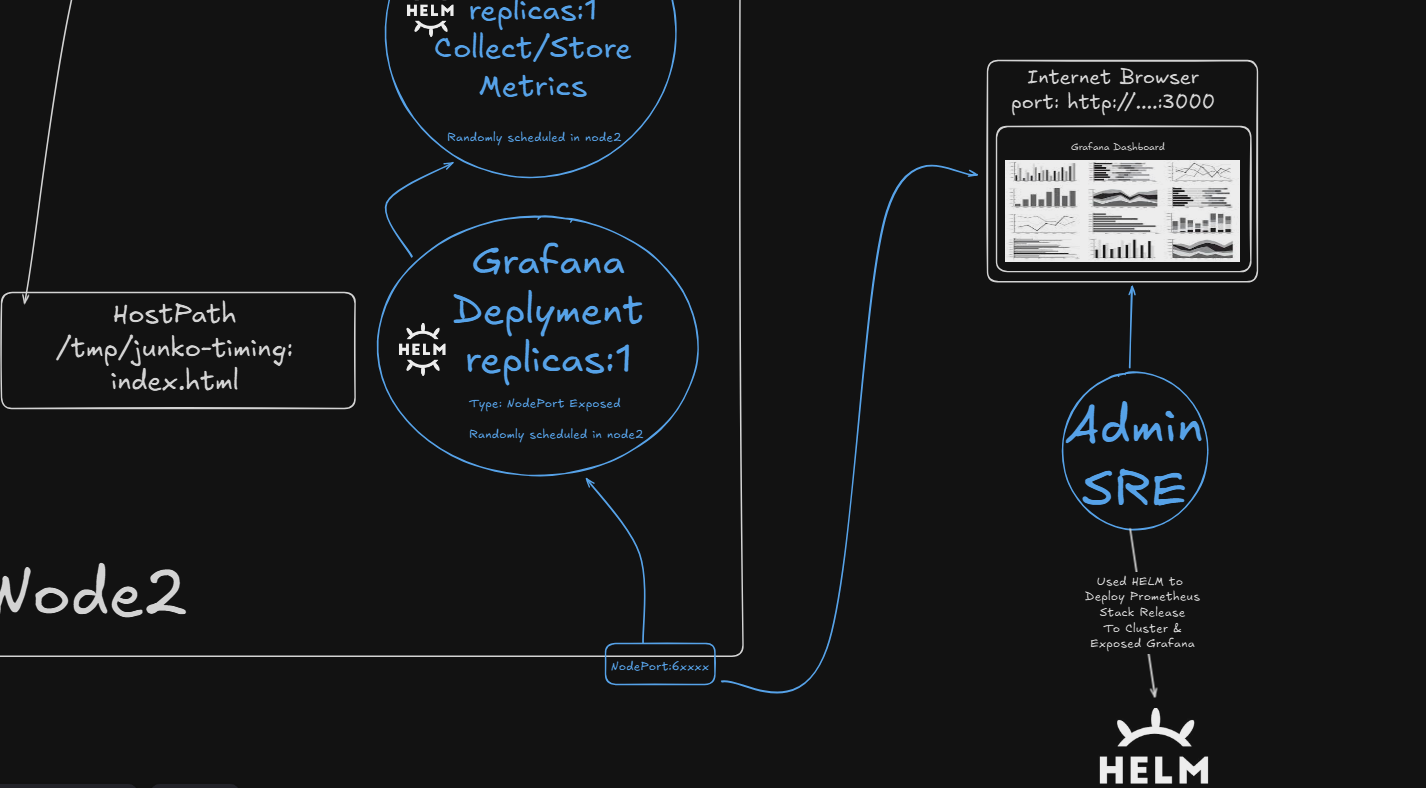 HELM
replicas:1
Collect/Store
Metrics
Randomly scheduled in node2
Internet Browser
port: http://....:3000
Grafana Dashboard
HostPath
/tmp/junko-timing:
index.html
Grafana
Deplyment
HELM
replicas:1
Type: NodePort Exposed
Randomly scheduled in node2
Admin
SRE
Node2
NodePort:6xxxx
Used HELM to
Deploy Prometheus
Stack Release
To Cluster &
Exposed Grafana
HELM